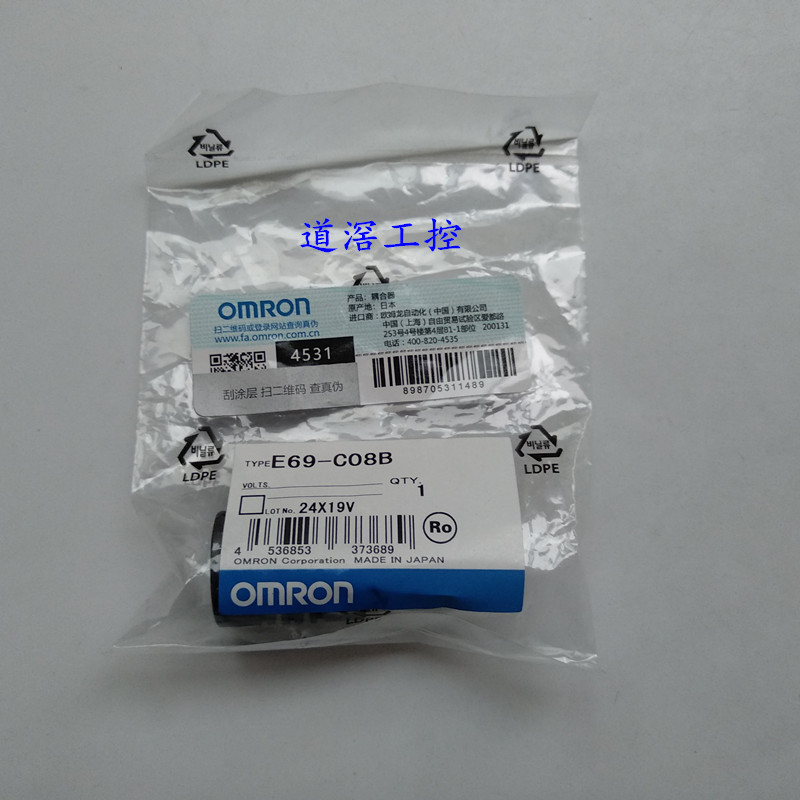 비닐류
LDPE
비닐류
LDPE
道滘工控
OMRON
扫二维码或登录网站查询真伪
www.fa.omron.com.cn
4531
刮涂层 扫二维码 查真伪
产品: 耦合器
原产地: 日本
进口商: 欧姆龙自动化(中国)有限公司
中国(上海)自由贸易试验区爱都路
253号4号楼第4层B1-1部位 200131
电话: 400-820-4535
898705311489
LDPE
비닐류
LDPE
TYPE E69-C08B
VOLTS.
QTY.
1
LOT No. 24X19V
Ro
4 536853 373689
OMRON Corporation MADE IN JAPAN
OMRON
LDPE